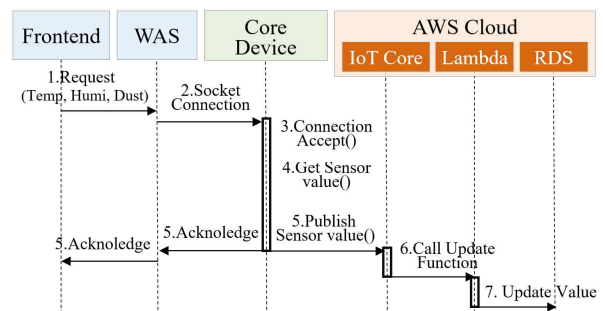 Frontend
WAS
Core
Device
AWS Cloud
IoT Core
Lambda
RDS
1.Request
(Temp, Humi, Dust)
2.Socket
Connection
3.Connection
Accept()
4.Get Sensor
value()
5.Publish
Sensor value()
5.Acknoledge
5.Acknoledge
6.Call Update
Function
7. Update Value